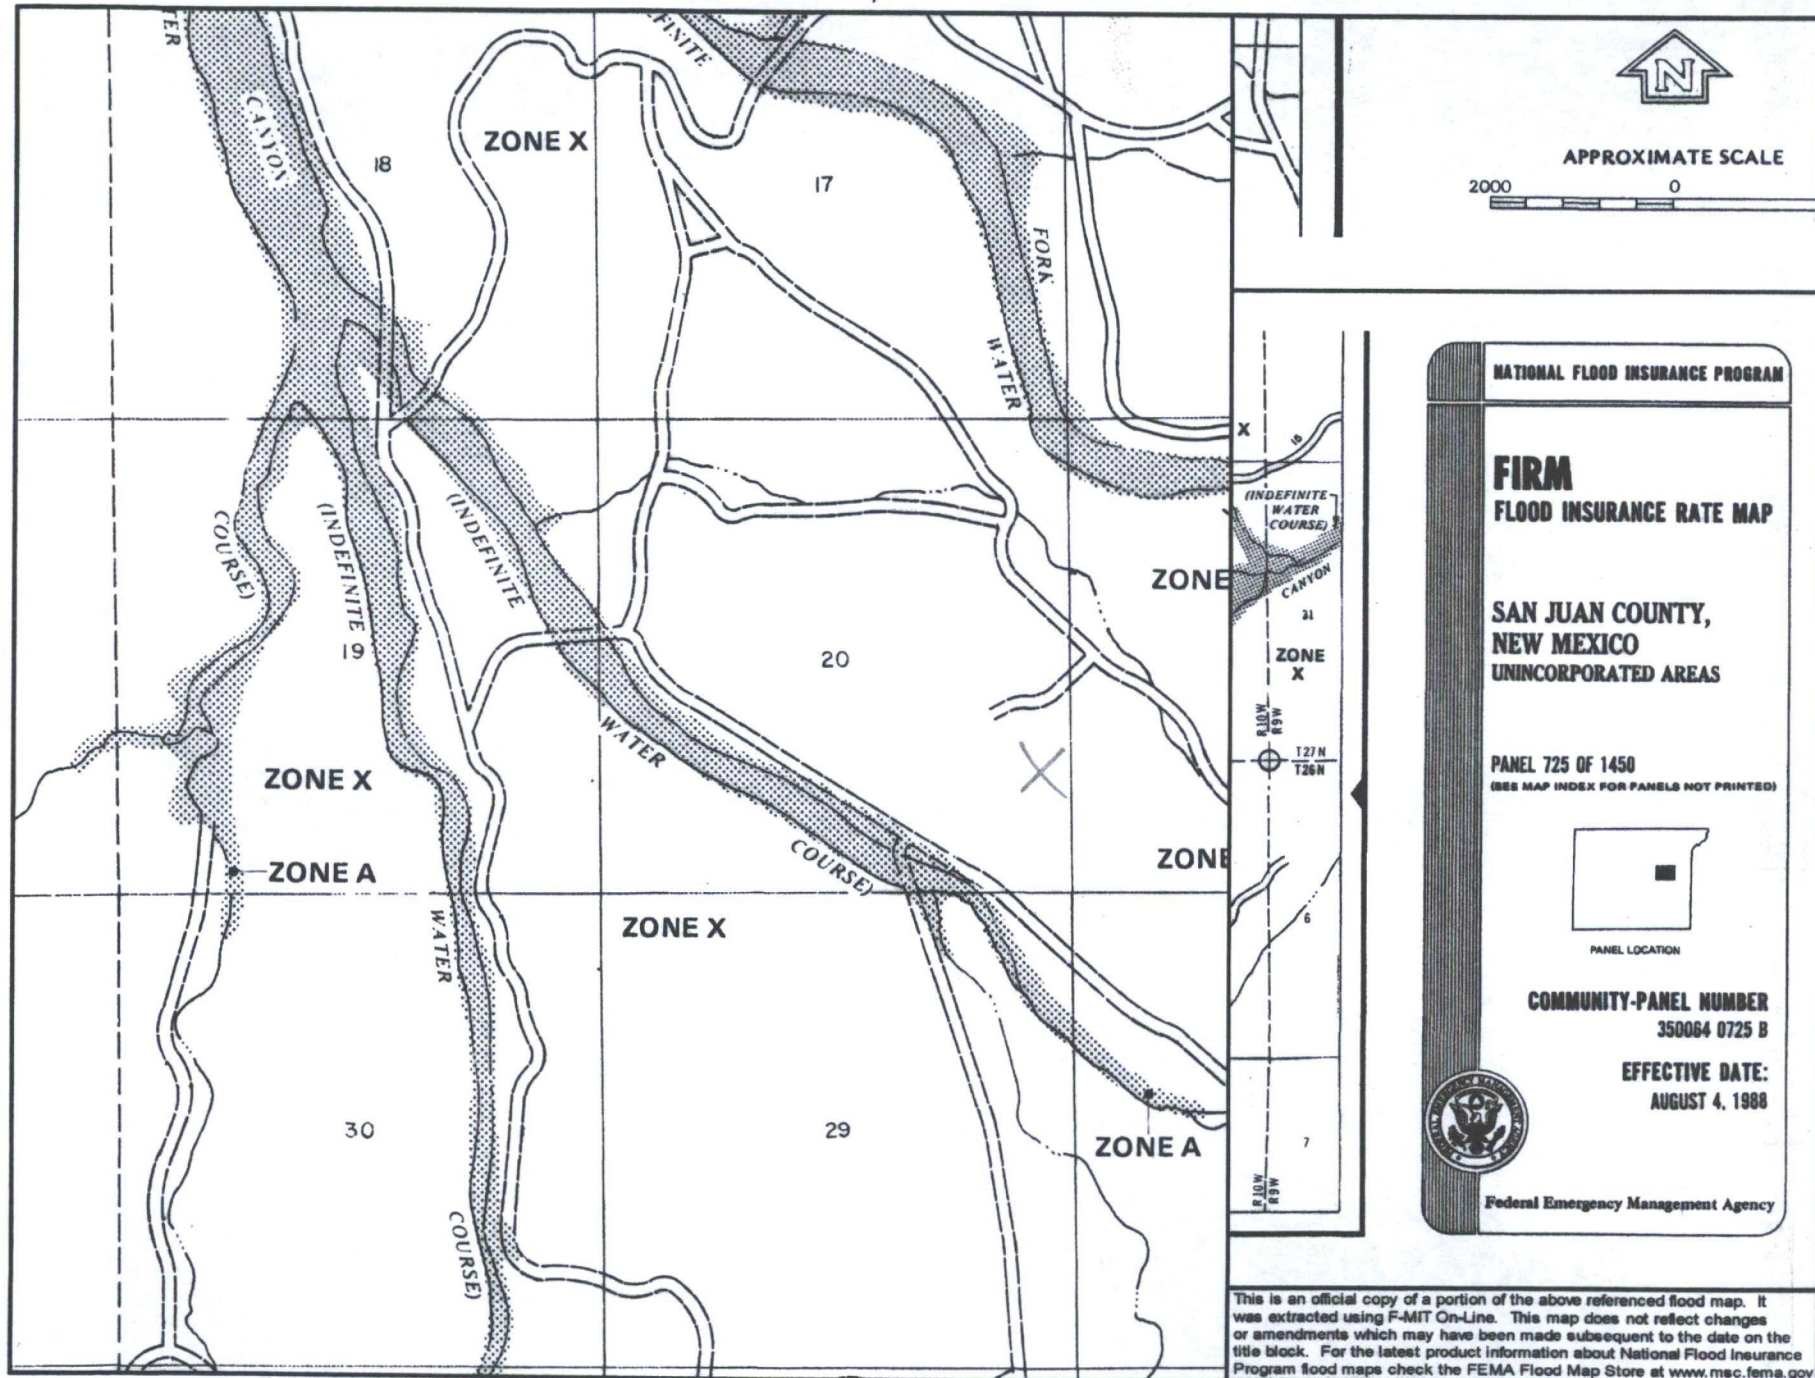 TER
CANYON
18
ZONE X
FINITE
17
FORK
WATER
COURSE)
(INDEFINITE
19
(INDEFINITE
WATER
COURSE)
20
ZONE
ZONE X
ZONE A
ZONE
ZONE X
WATER
COURSE)
30
29
ZONE A
X
16
(INDEFINITE
WATER
COURSE)
CANYON
31
ZONE
X
R10W
R9W
T27N
T26N
6
7
R10W
R9W
N
APPROXIMATE SCALE
2000 0
NATIONAL FLOOD INSURANCE PROGRAM
FIRM
FLOOD INSURANCE RATE MAP
SAN JUAN COUNTY,
NEW MEXICO
UNINCORPORATED AREAS
PANEL 725 OF 1450
(SEE MAP INDEX FOR PANELS NOT PRINTED)
PANEL LOCATION
COMMUNITY-PANEL NUMBER
350064 0725 B
EFFECTIVE DATE:
AUGUST 4, 1988
Federal Emergency Management Agency
This is an official copy of a portion of the above referenced flood map. It
was extracted using F-MIT On-Line. This map does not reflect changes
or amendments which may have been made subsequent to the date on the
title block. For the latest product information about National Flood Insurance
Program flood maps check the FEMA Flood Map Store at www.msc.fema.gov